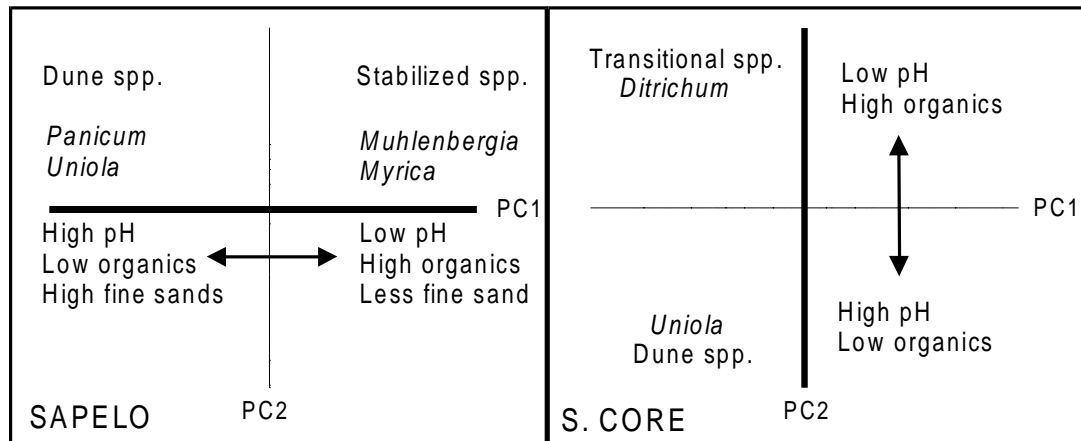 Dune spp.
Stabilized spp.
Panicum
Uniola
Muhlenbergia
Myrica
PC1
High pH
Low organics
High fine sands
Low pH
High organics
Less fine sand
SAPELO
PC2
Transitional spp.
Ditrichum
Low pH
High organics
PC1
Uniola
Dune spp.
High pH
Low organics
PC2
S. CORE